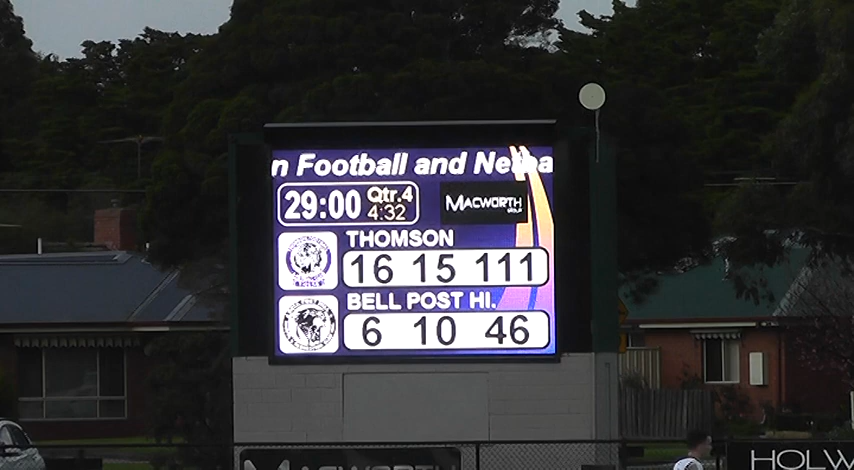 n Football and Netba
29:00 Qtr.4 4:32
MACWORTH
THOMSON
16 15 111
BELL POST HI.
6 10 46
MACWORTH
HOLW